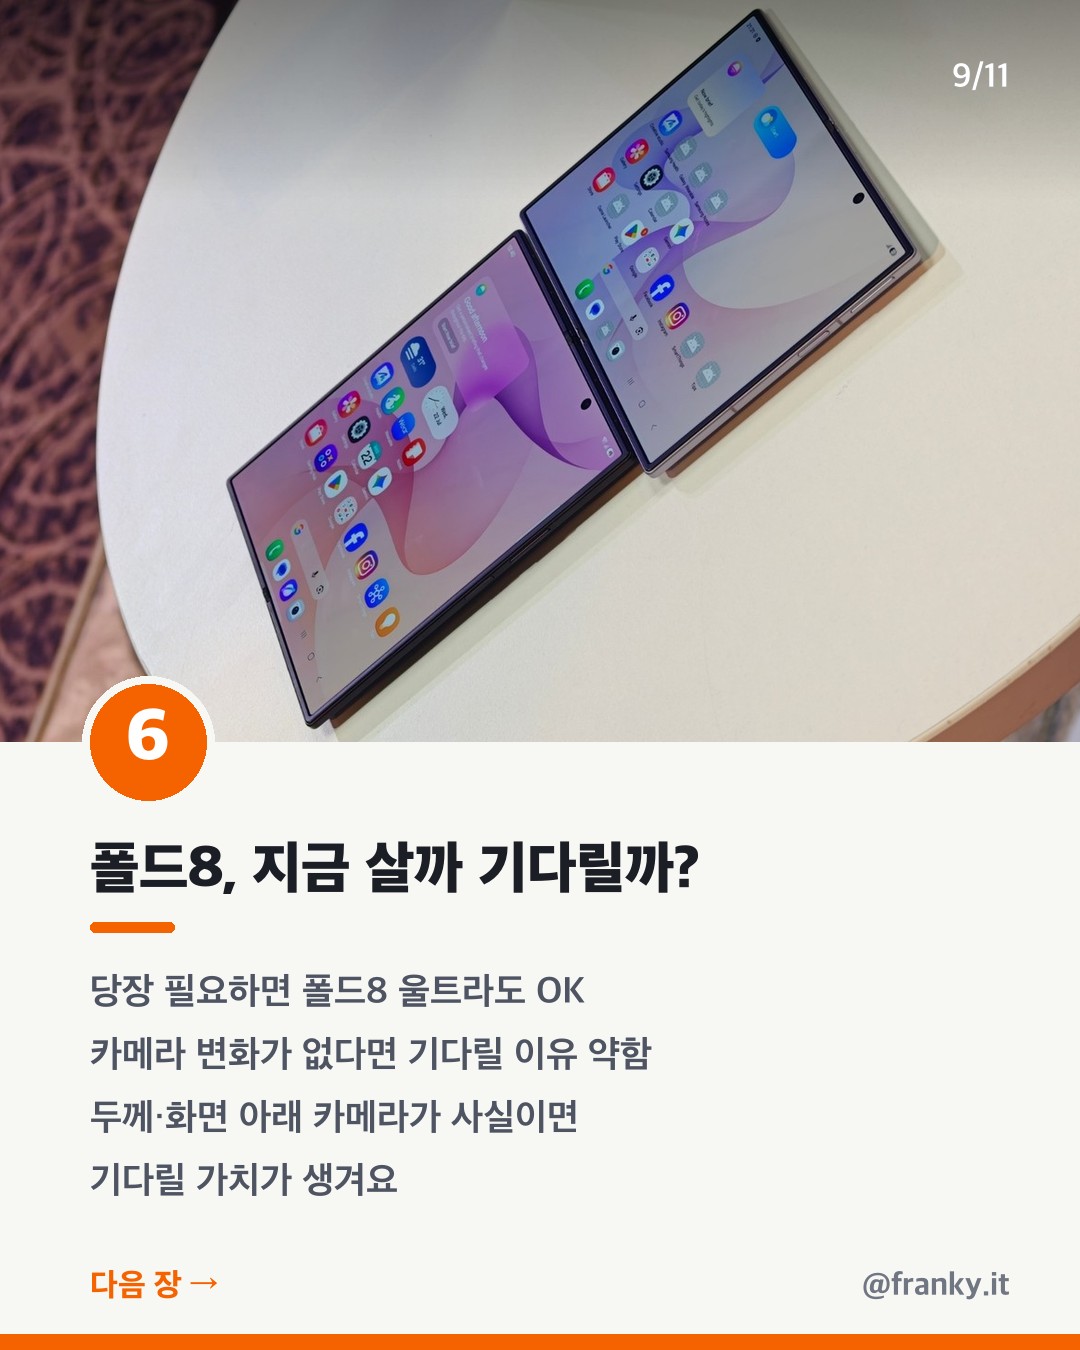 9/11
Good afternoon
6
폴드8, 지금 살까 기다릴까?
당장 필요하면 폴드8 울트라도 OK
카메라 변화가 없다면 기다릴 이유 약함
두께·화면 아래 카메라가 사실이면
기다릴 가치가 생겨요
다음 장 →
@franky.it